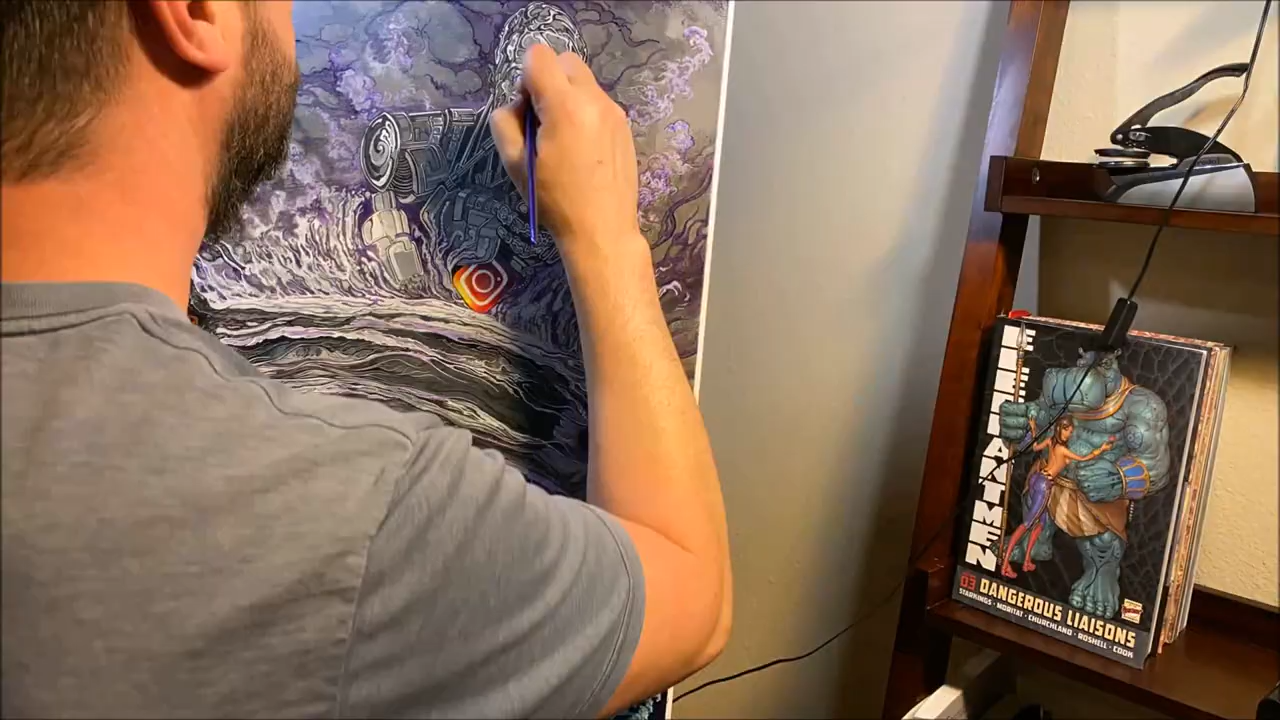 ELEPHANTMEN
03
DANGEROUS LIAISONS
STARKINGS · MORITAT · CHURCHLAND · ROSHELL · COOK